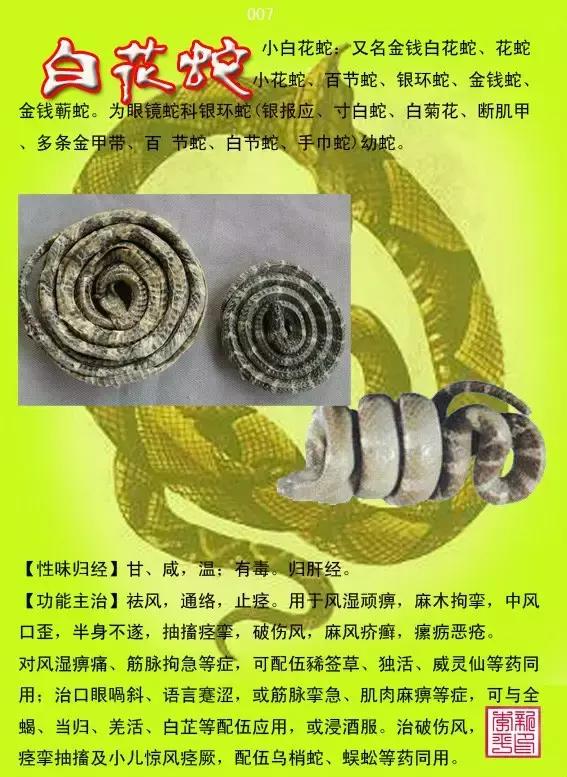 007
白花蛇
小白花蛇：又名金钱白花蛇、花蛇
小花蛇、百节蛇、银环蛇、金钱蛇、
金钱蕲蛇。为眼镜蛇科银环蛇(银报应、寸白蛇、白菊花、断肌甲
、多条金甲带、百 节蛇、白节蛇、手巾蛇)幼蛇。
【性味归经】甘、咸，温；有毒。归肝经。
【功能主治】祛风，通络，止痉。用于风湿顽痹，麻木拘挛，中风
口歪，半身不遂，抽搐痉挛，破伤风，麻风疥癣，瘰疬恶疮。
对风湿痹痛、筋脉拘急等症，可配伍豨签草、独活、威灵仙等药同
用；治口眼喎斜、语言蹇涩，或筋脉挛急、肌肉麻痹等症，可与全
蝎、当归、羌活、白芷等配伍应用，或浸酒服。治破伤风，
痉挛抽搐及小儿惊风痉厥，配伍乌梢蛇、蜈蚣等药同用。